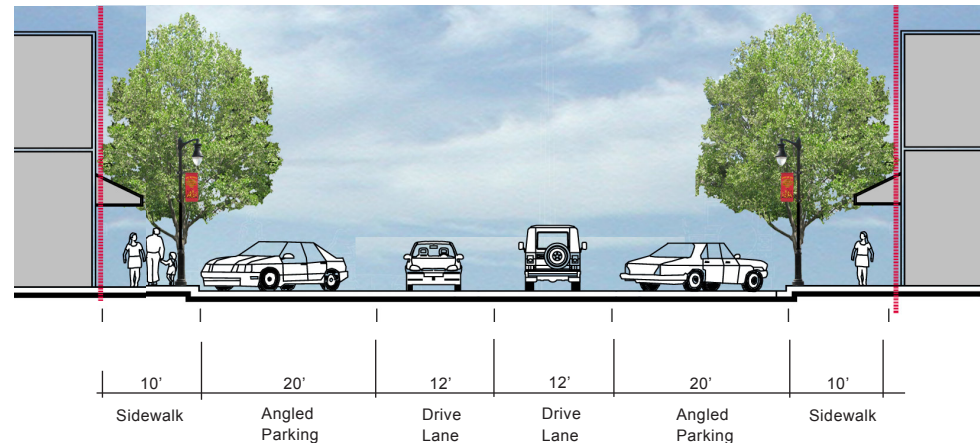 10’ 20’ 12’ 12’ 20’ 10’
Sidewalk Angled Parking Drive Lane Drive Lane Angled Parking Sidewalk